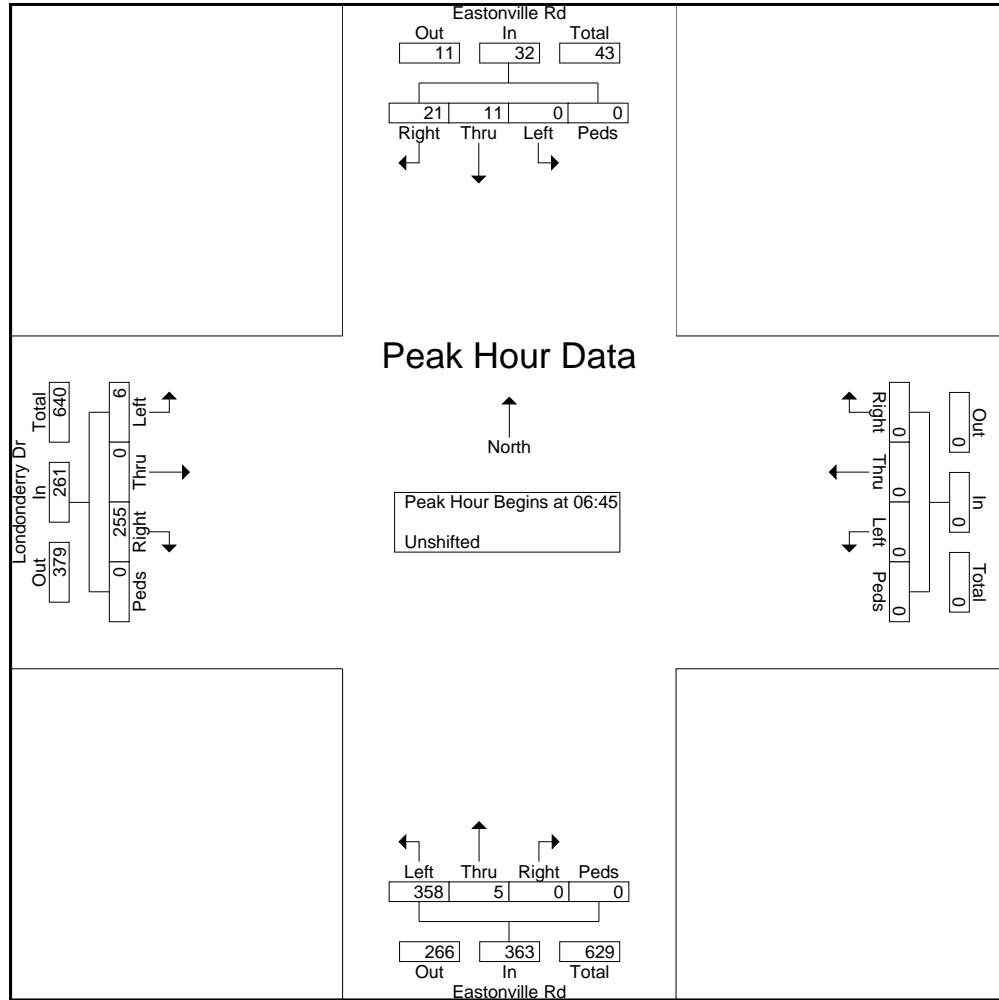 Eastonville Rd
Out In Total
11 32 43
21 11 0 0
Right Thru Left Peds
Peak Hour Data
North
Peak Hour Begins at 06:45
Unshifted
Londonderry Dr
Total In Out
640 261 379
6 0 255 0
Left Thru Right Peds
Right Thru Left Peds
0 0 0 0
Out In Total
0 0 0
Left Thru Right Peds
358 5 0 0
266 363 629
Out In Total
Eastonville Rd